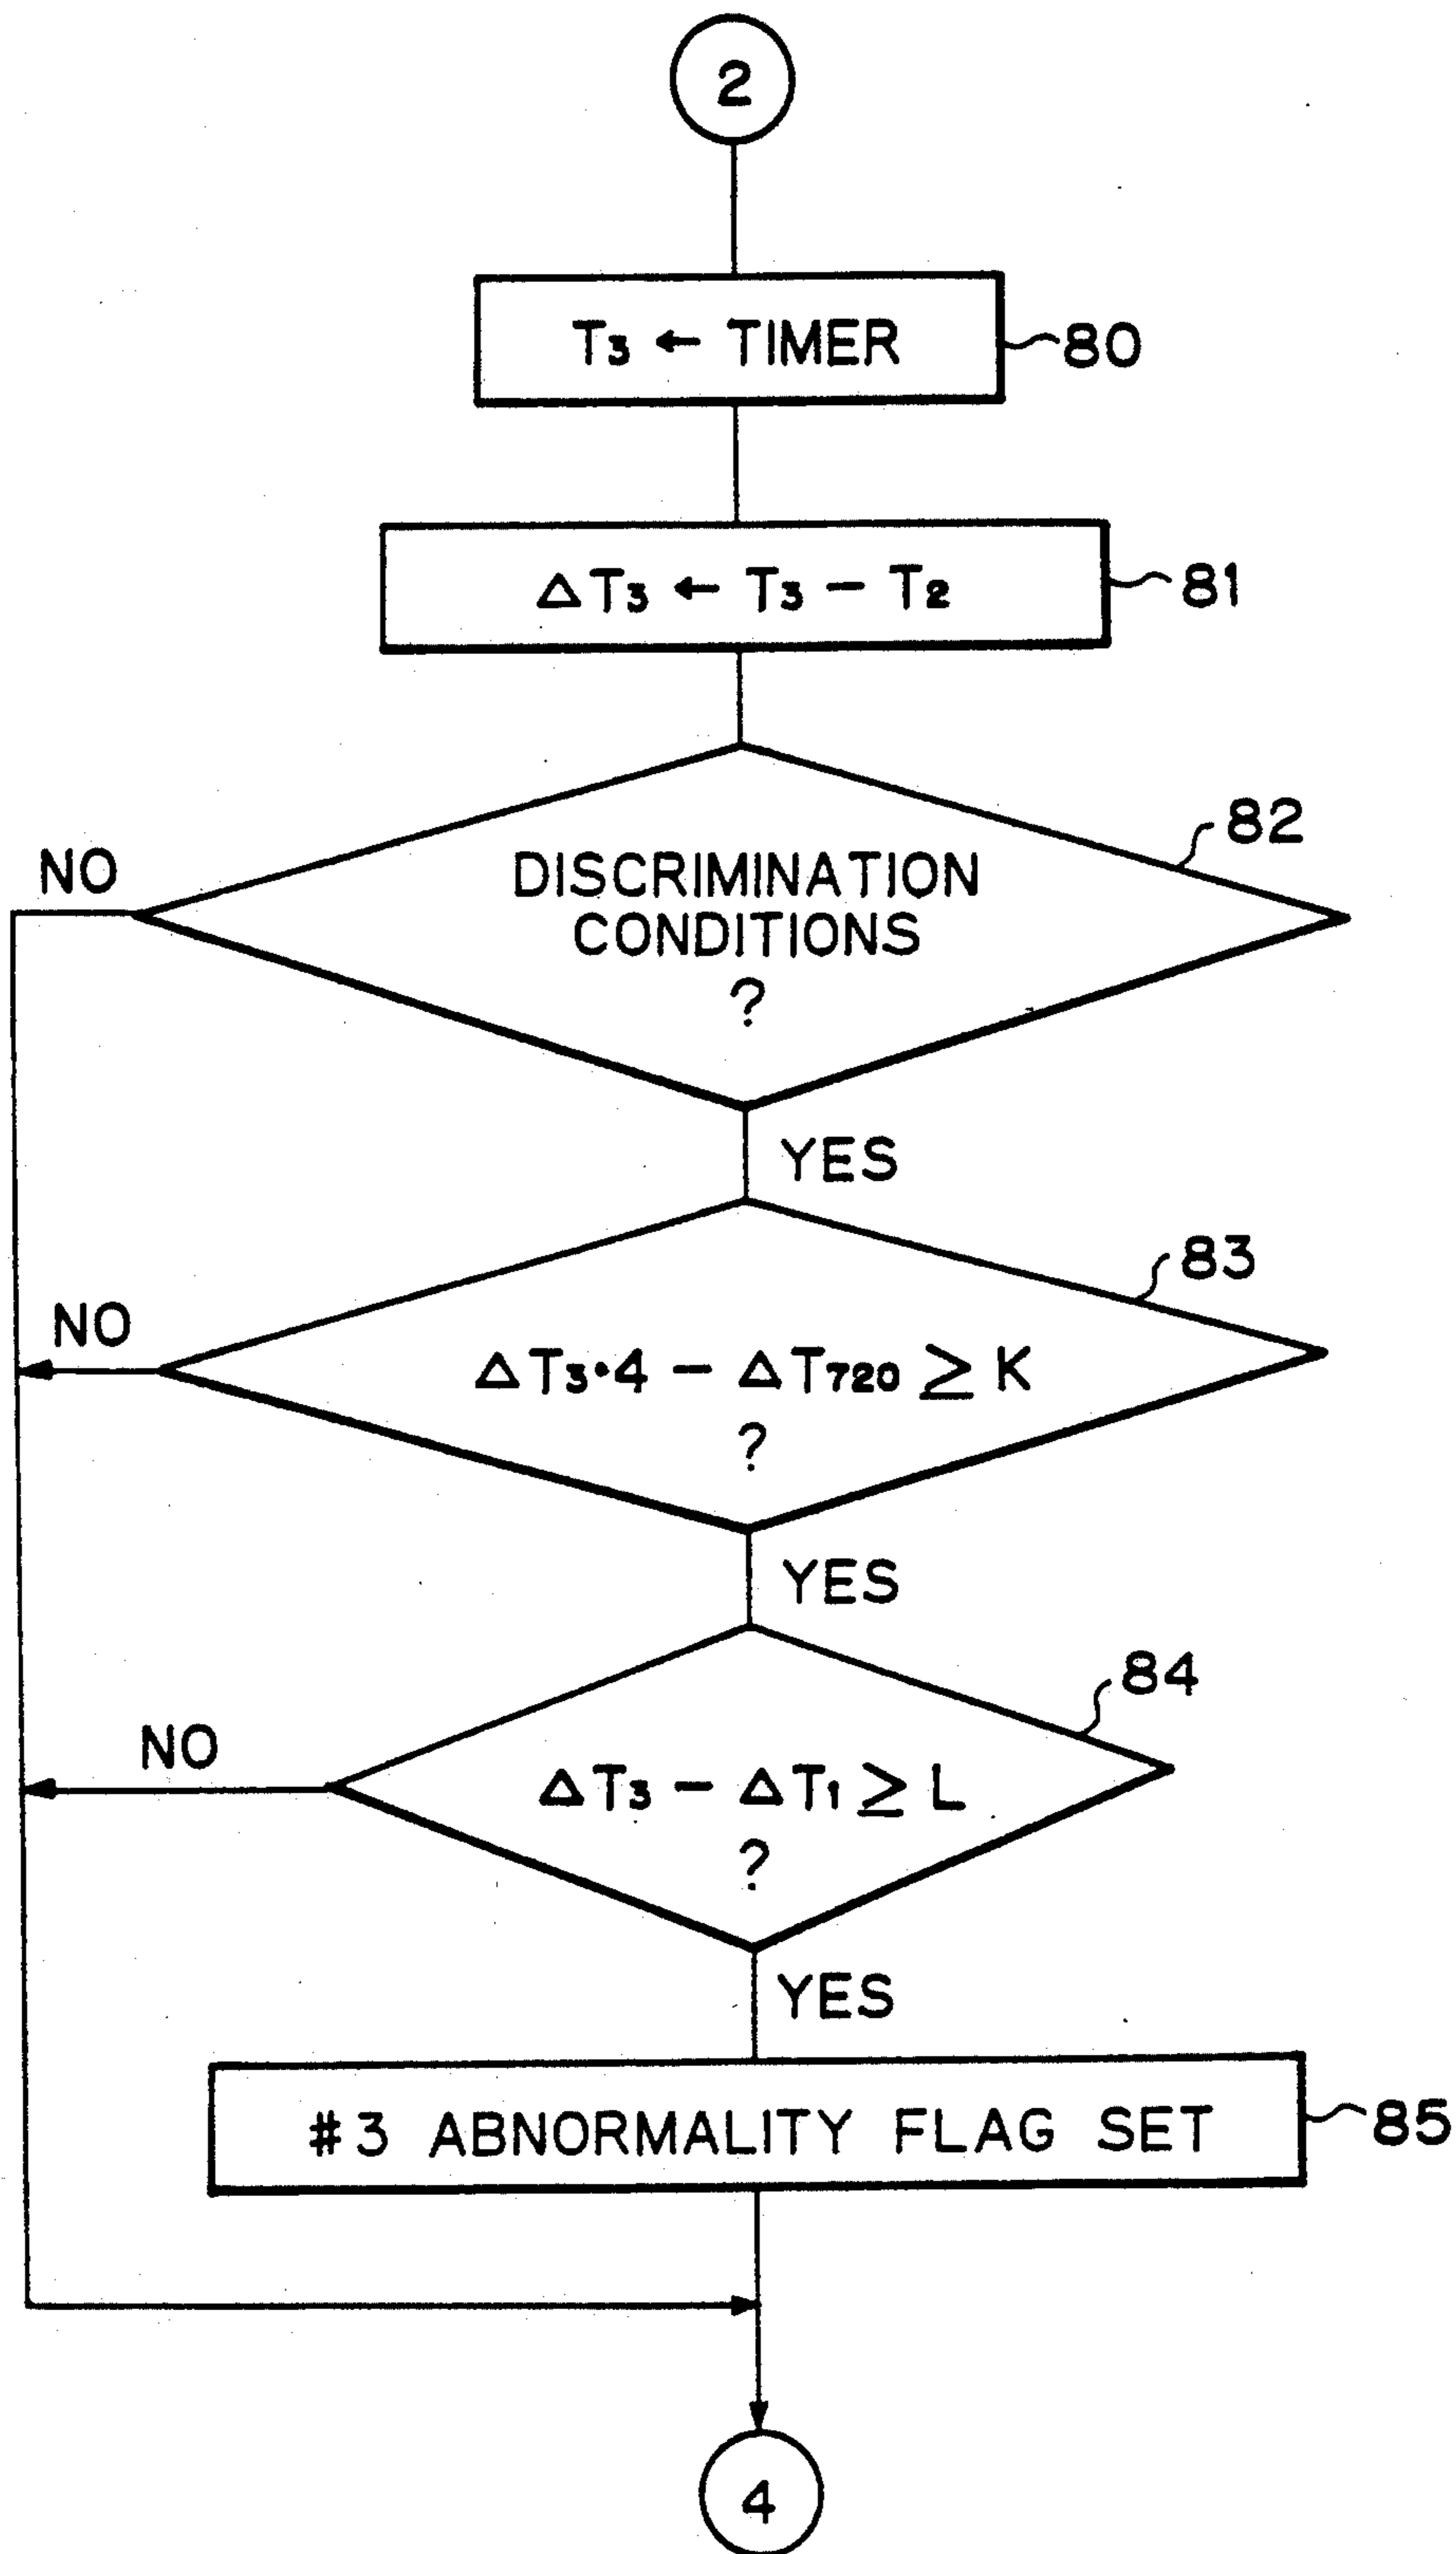 2
T₃ ← TIMER
80
ΔT₃ ← T₃ − T₂
81
82
NO
DISCRIMINATION
CONDITIONS
?
YES
83
NO
ΔT₃·4 − ΔT₇₂₀ ≥ K
?
YES
84
NO
ΔT₃ − ΔT₁ ≥ L
?
YES
#3 ABNORMALITY FLAG SET
85
4